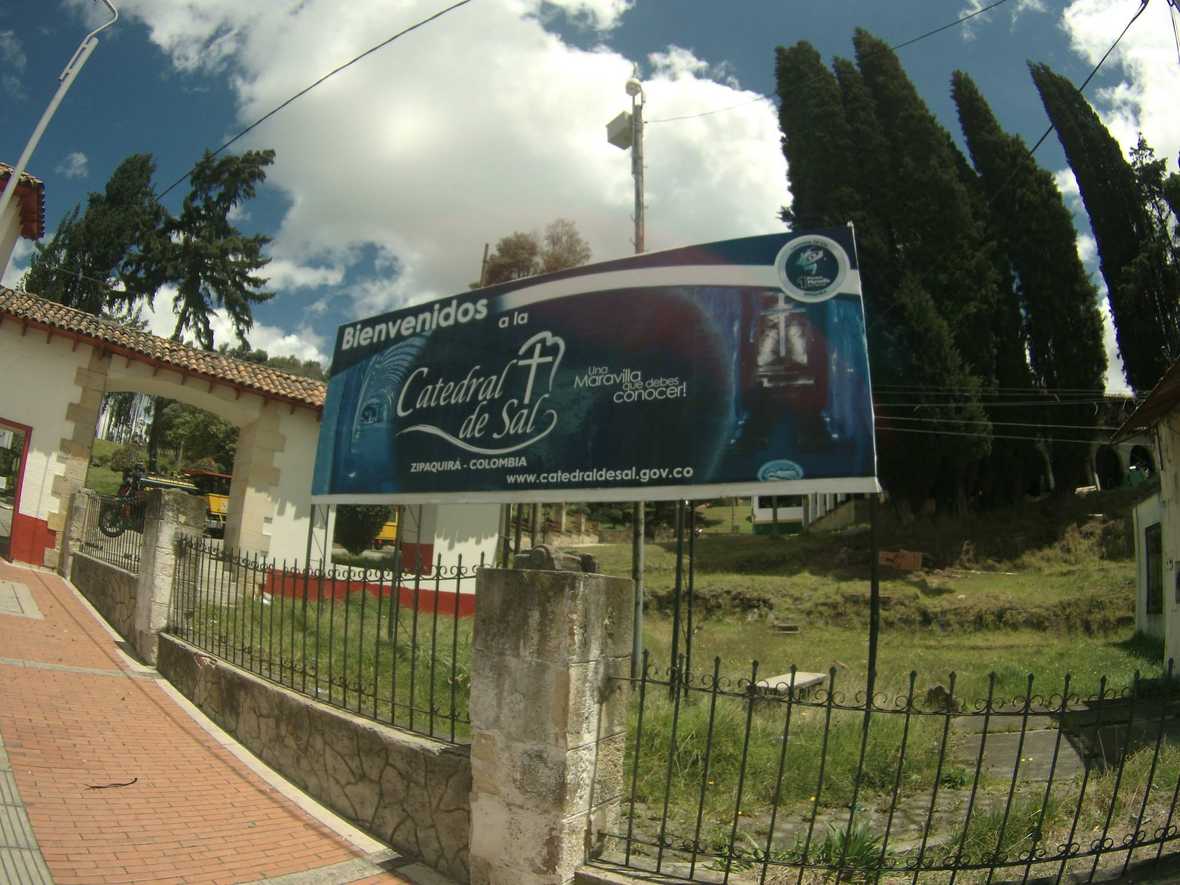 Bienvenidos a la
Catedral
de Sal
ZIPAQUIRÁ - COLOMBIA
Una
Maravilla
que debes
conocer!
www.catedraldesal.gov.co